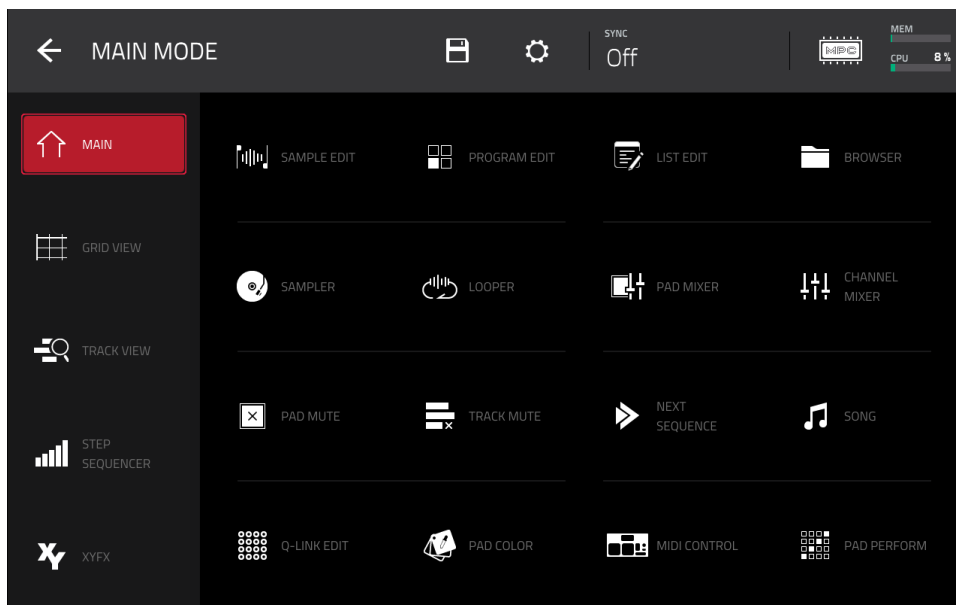 MAIN MODE
SYNC
Off
MPC
MEM
CPU 8 %
MAIN
SAMPLE EDIT
PROGRAM EDIT
LIST EDIT
BROWSER
GRID VIEW
SAMPLER
LOOPER
PAD MIXER
CHANNEL
MIXER
TRACK VIEW
PAD MUTE
TRACK MUTE
NEXT
SEQUENCE
SONG
STEP
SEQUENCER
Q-LINK EDIT
PAD COLOR
MIDI CONTROL
PAD PERFORM
XY
XYFX